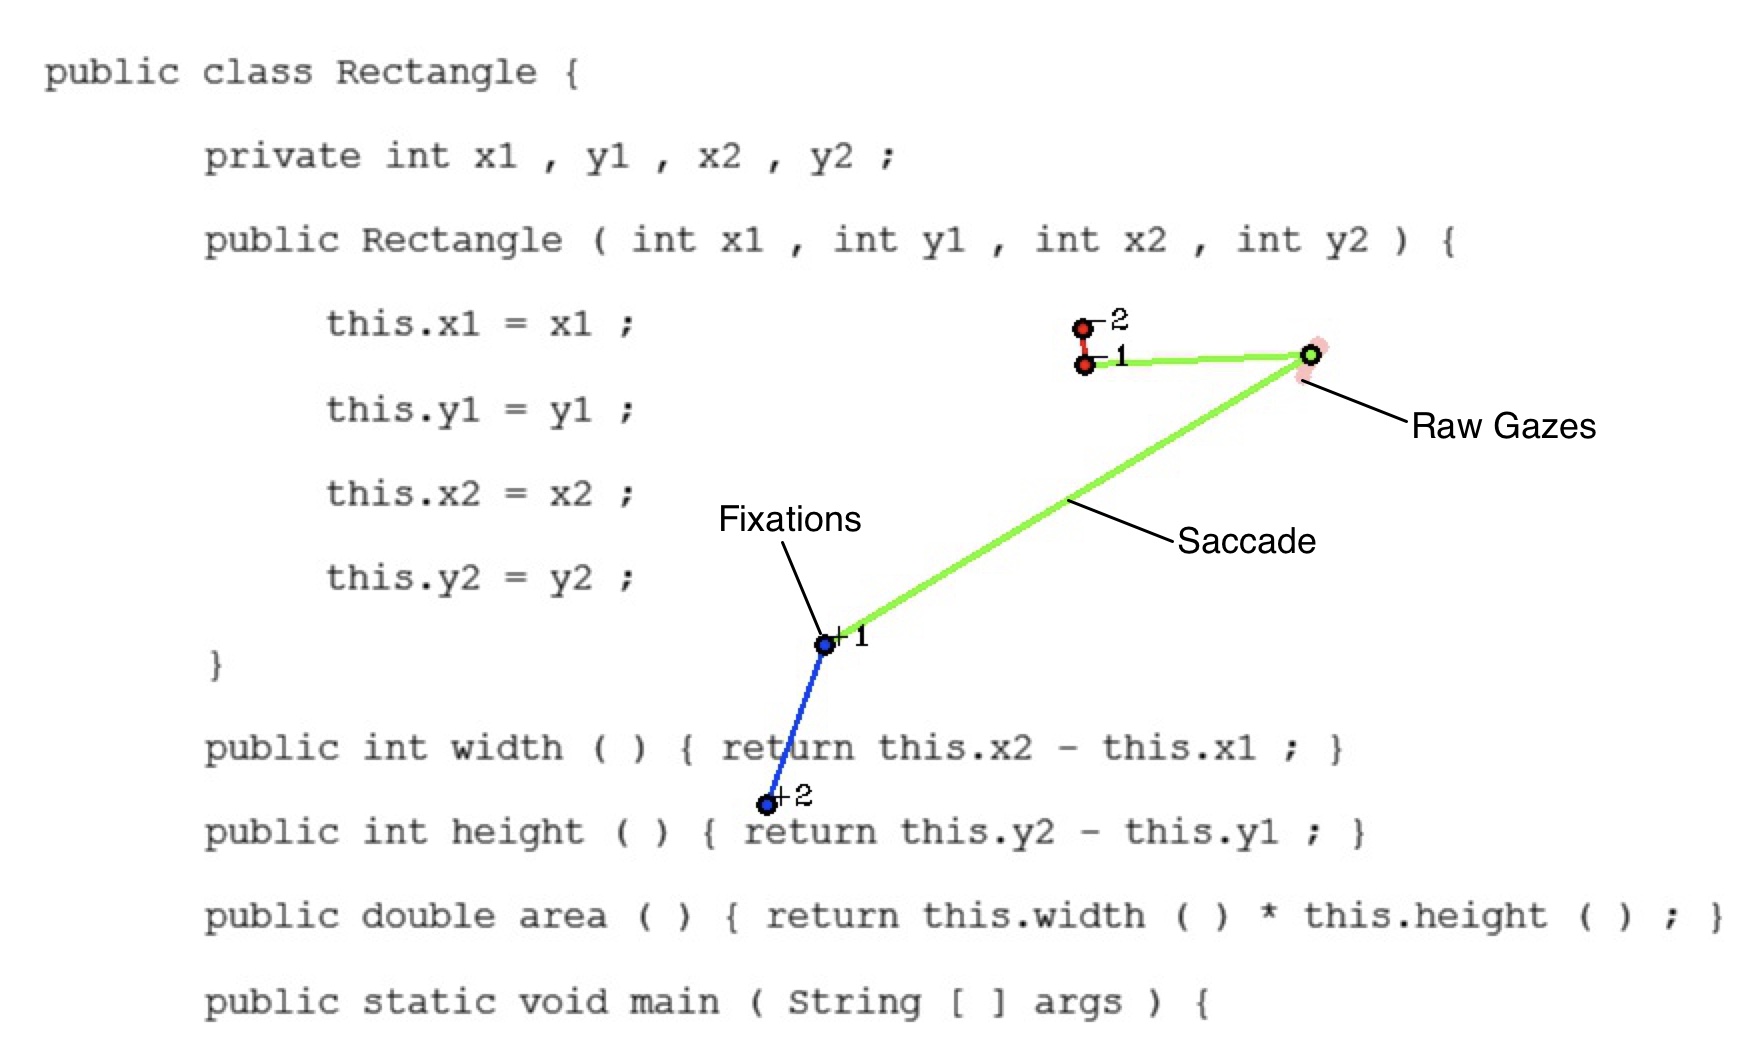 public class Rectangle {
private int x1 , y1 , x2 , y2 ;
public Rectangle ( int x1 , int y1 , int x2 , int y2 ) {
this.x1 = x1 ;
-2
-1
this.y1 = y1 ;
Raw Gazes
this.x2 = x2 ;
Fixations
Saccade
this.y2 = y2 ;
+1
}
public int width ( ) { return this.x2 - this.x1 ; }
+2
public int height ( ) { return this.y2 - this.y1 ; }
public double area ( ) { return this.width ( ) * this.height ( ) ; }
public static void main ( String [ ] args ) {